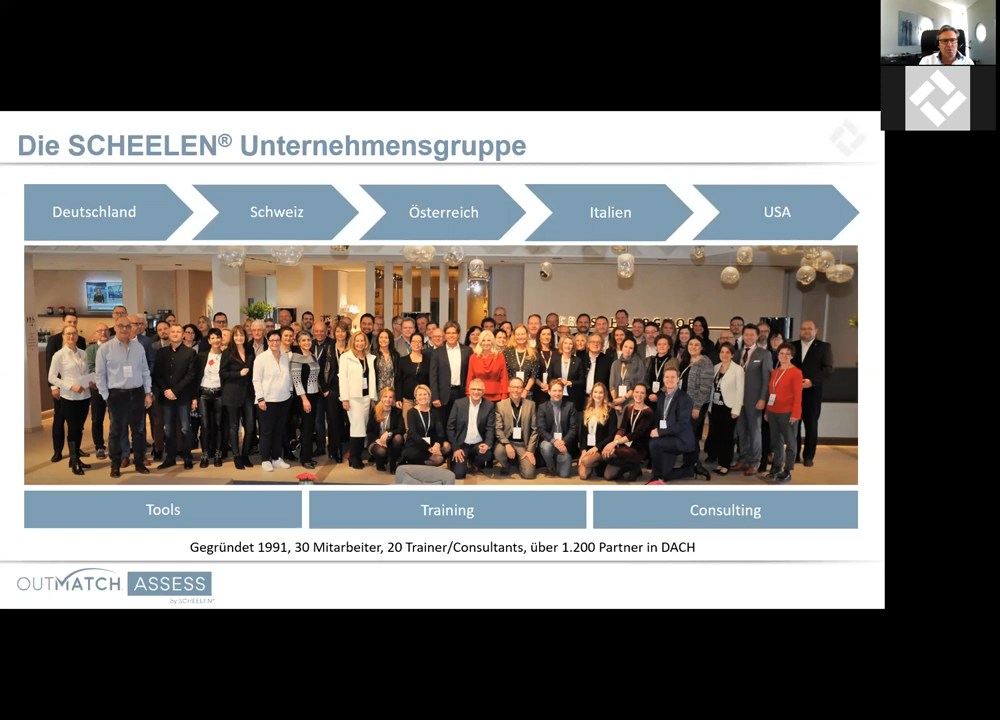 Die SCHEELEN® Unternehmensgruppe
Deutschland
Schweiz
Österreich
Italien
USA
Tools
Training
Consulting
Gegründet 1991, 30 Mitarbeiter, 20 Trainer/Consultants, über 1.200 Partner in DACH
OUTMATCH ASSESS
by SCHEELEN®